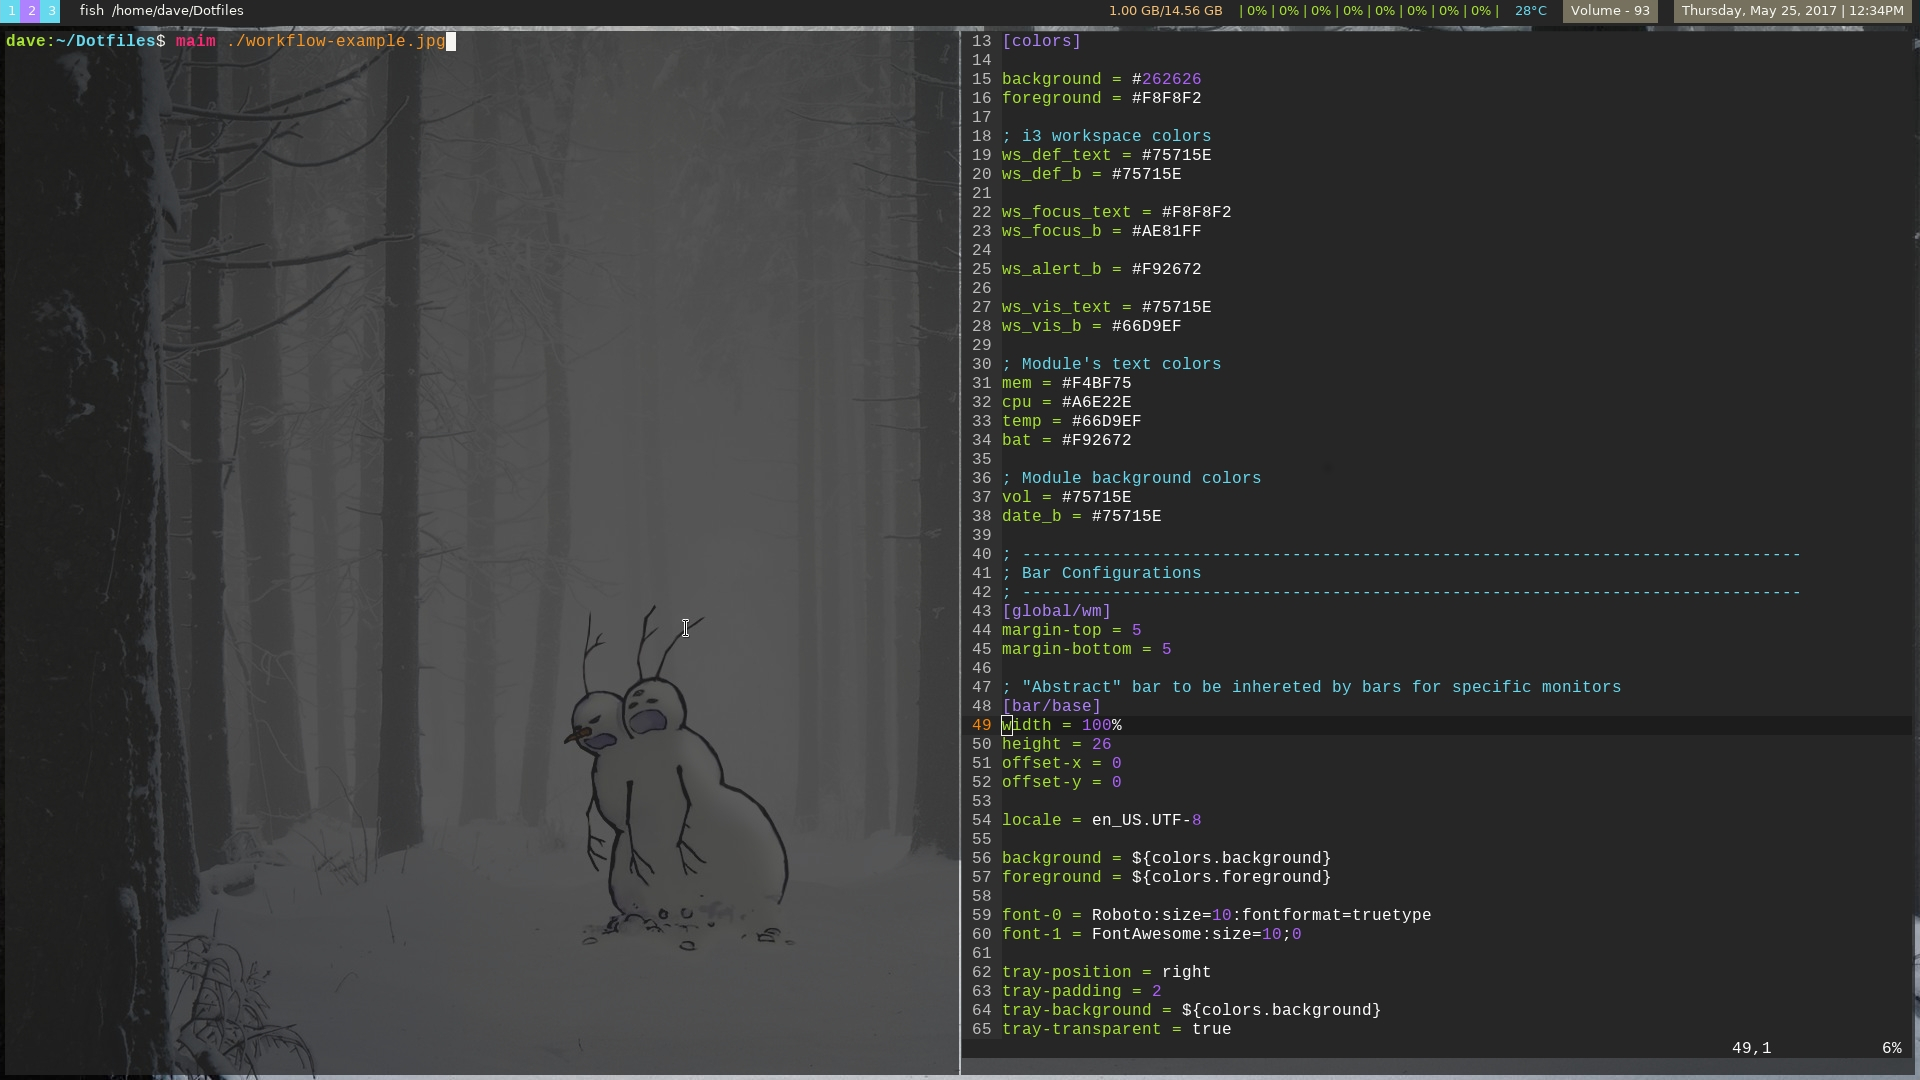 1 2 3 fish /home/dave/Dotfiles 1.00 GB/14.56 GB | 0% | 0% | 0% | 0% | 0% | 0% | 0% | 0% | 28°C Volume - 93 Thursday, May 25, 2017 | 12:34PM
dave:~/Dotfiles$ maim ./workflow-example.jpg
13 [colors]
14
15 background = #262626
16 foreground = #F8F8F2
17
18 ; i3 workspace colors
19 ws_def_text = #75715E
20 ws_def_b = #75715E
21
22 ws_focus_text = #F8F8F2
23 ws_focus_b = #AE81FF
24
25 ws_alert_b = #F92672
26
27 ws_vis_text = #75715E
28 ws_vis_b = #66D9EF
29
30 ; Module's text colors
31 mem = #F4BF75
32 cpu = #A6E22E
33 temp = #66D9EF
34 bat = #F92672
35
36 ; Module background colors
37 vol = #75715E
38 date_b = #75715E
39
40 ; ------------------------------------------------------------------------------
41 ; Bar Configurations
42 ; ------------------------------------------------------------------------------
43 [global/wm]
44 margin-top = 5
45 margin-bottom = 5
46
47 ; "Abstract" bar to be inhereted by bars for specific monitors
48 [bar/base]
49 width = 100%
50 height = 26
51 offset-x = 0
52 offset-y = 0
53
54 locale = en_US.UTF-8
55
56 background = ${colors.background}
57 foreground = ${colors.foreground}
58
59 font-0 = Roboto:size=10:fontformat=truetype
60 font-1 = FontAwesome:size=10;0
61
62 tray-position = right
63 tray-padding = 2
64 tray-background = ${colors.background}
65 tray-transparent = true
49,1 6%